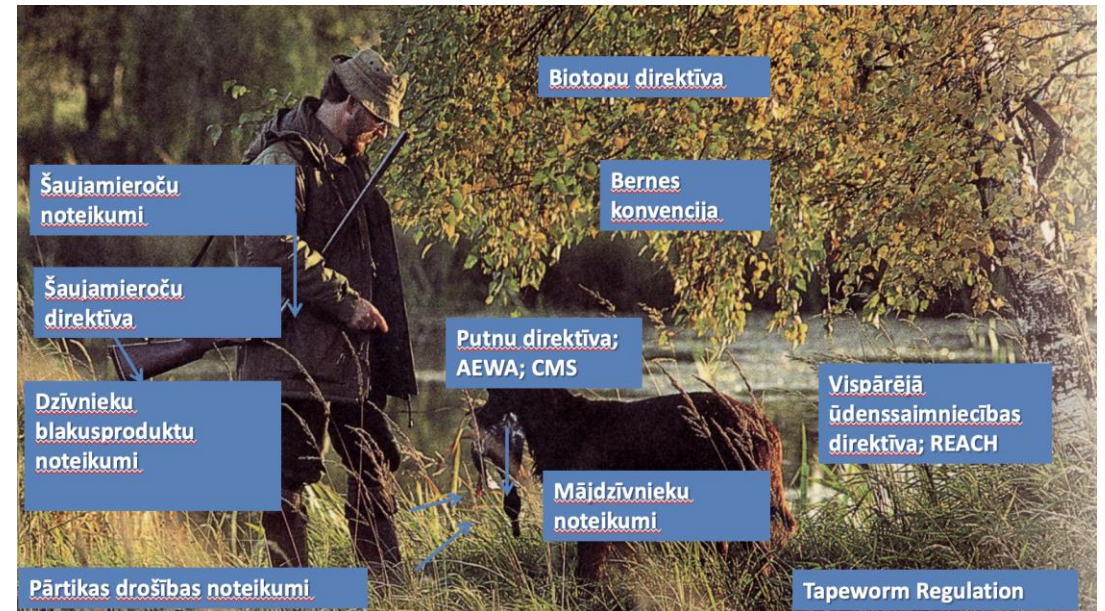 Biotopu direktīva
Šaujamieroču
noteikumi
Bernes
konvencija
Šaujamieroču
direktīva
Putnu direktīva;
AEWA; CMS
Dzīvnieku
blakusproduktu
noteikumi
Vispārējā
ūdenssaimniecības
direktīva; REACH
Mājdzīvnieku
noteikumi
Pārtikas drošības noteikumi
Tapeworm Regulation